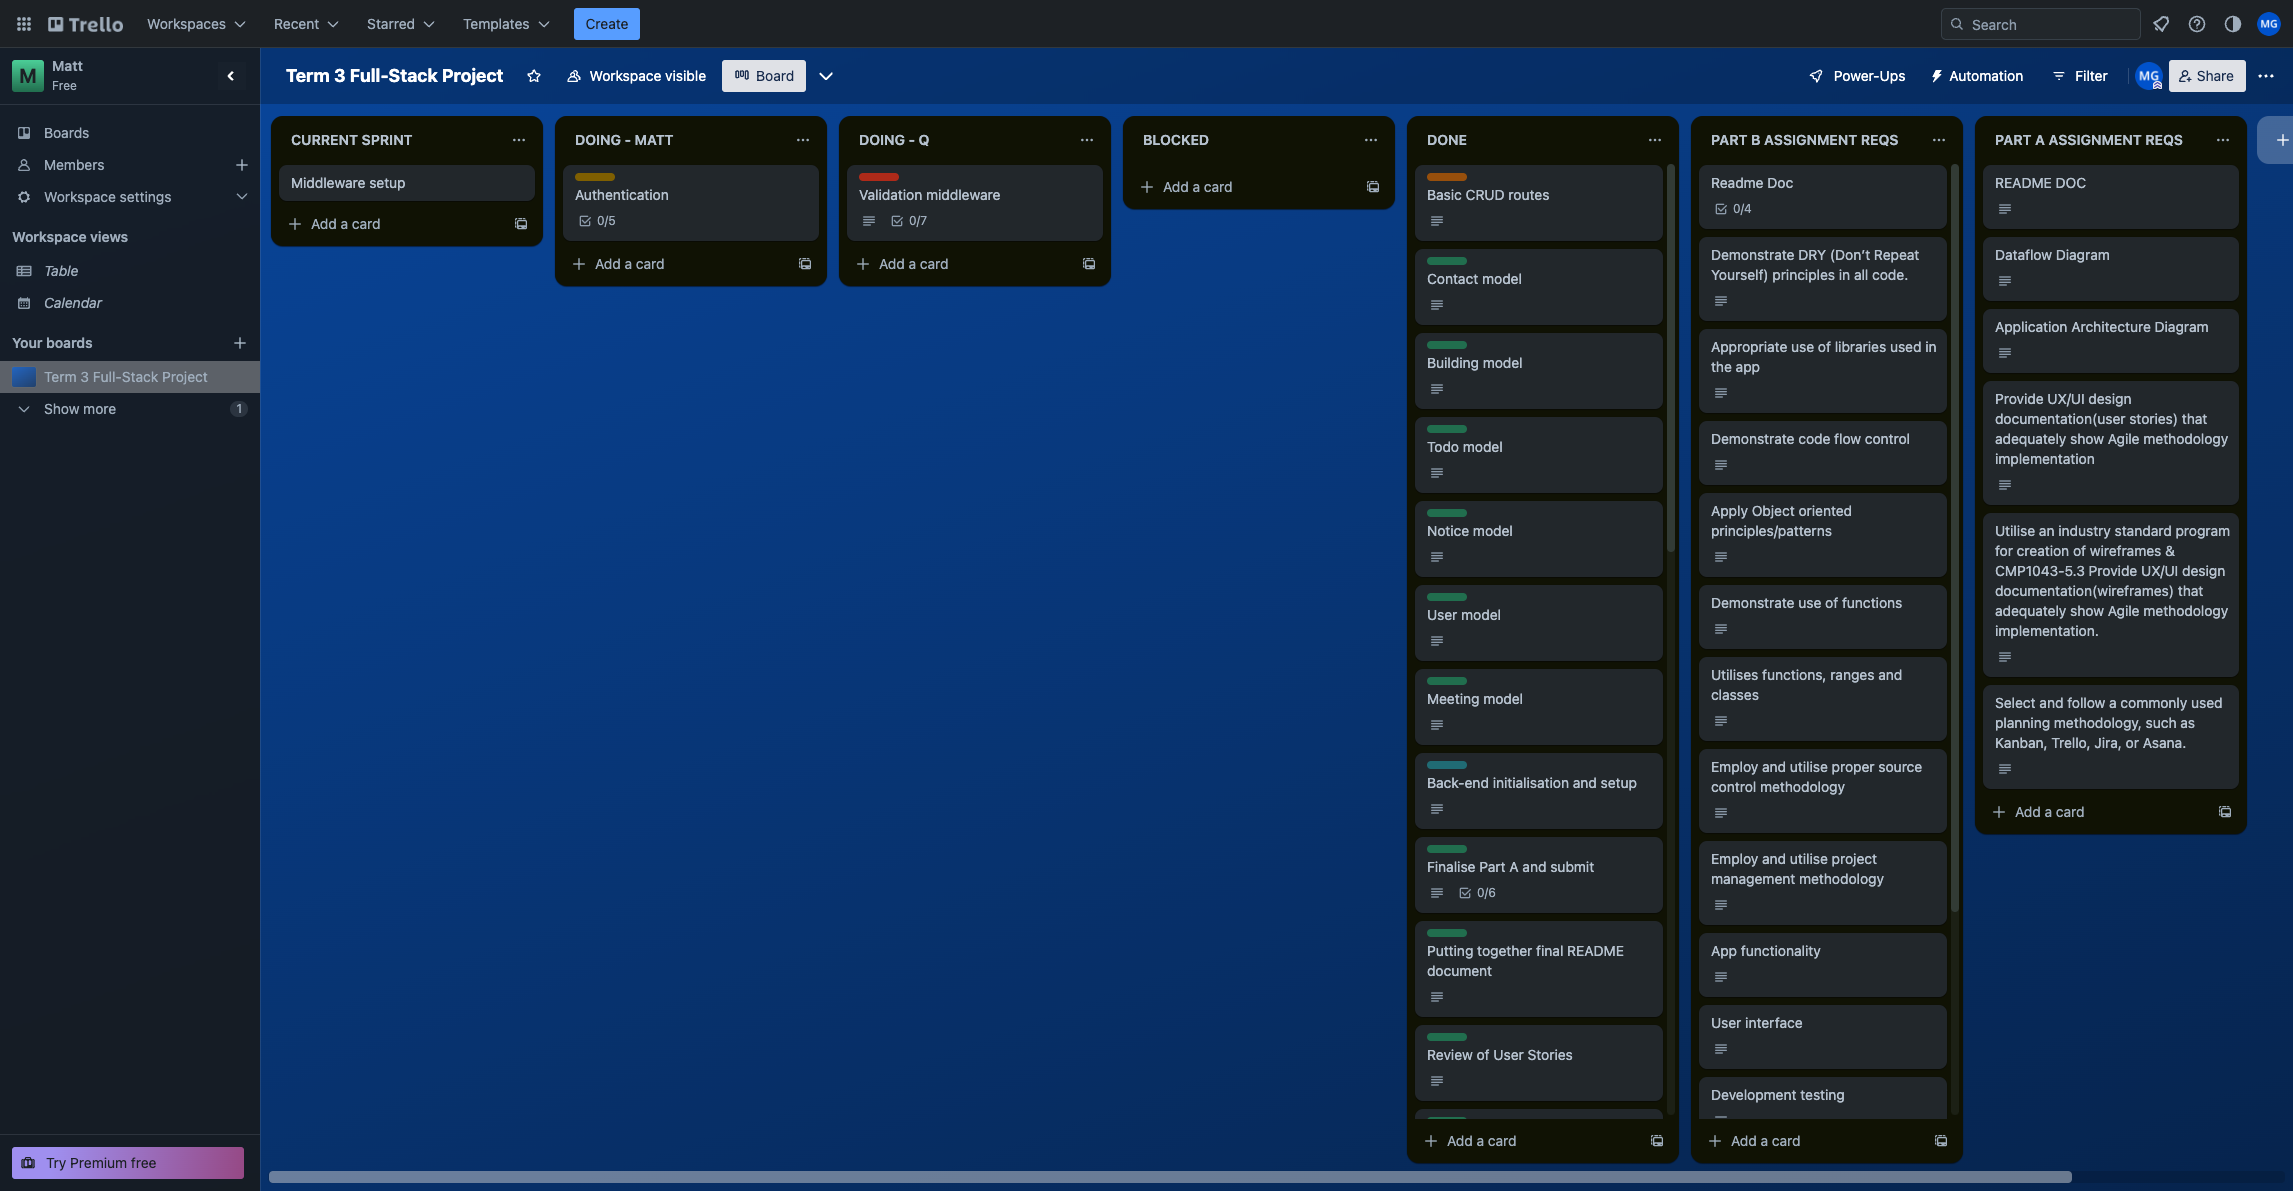 Trello
Workspaces
Recent
Starred
Templates
Create
Search
MG
M
Matt
Free
Boards
Members
Workspace settings
Workspace views
Table
Calendar
Your boards
Term 3 Full-Stack Project
Show more
1
Try Premium free
Term 3 Full-Stack Project
Workspace visible
Board
Power-Ups
Automation
Filter
MG
Share
CURRENT SPRINT
Middleware setup
Add a card
DOING - MATT
Authentication
0/5
Add a card
DOING - Q
Validation middleware
0/7
Add a card
BLOCKED
Add a card
DONE
Basic CRUD routes
Contact model
Building model
Todo model
Notice model
User model
Meeting model
Back-end initialisation and setup
Finalise Part A and submit
0/6
Putting together final README
document
Review of User Stories
Add a card
PART B ASSIGNMENT REQS
Readme Doc
0/4
Demonstrate DRY (Don't Repeat
Yourself) principles in all code.
Appropriate use of libraries used in
the app
Demonstrate code flow control
Apply Object oriented
principles/patterns
Demonstrate use of functions
Utilises functions, ranges and
classes
Employ and utilise proper source
control methodology
Employ and utilise project
management methodology
App functionality
User interface
Development testing
Add a card
PART A ASSIGNMENT REQS
README DOC
Dataflow Diagram
Application Architecture Diagram
Provide UX/UI design
documentation(user stories) that
adequately show Agile methodology
implementation
Utilise an industry standard program
for creation of wireframes &
CMP1043-5.3 Provide UX/UI design
documentation(wireframes) that
adequately show Agile methodology
implementation.
Select and follow a commonly used
planning methodology, such as
Kanban, Trello, Jira, or Asana.
Add a card